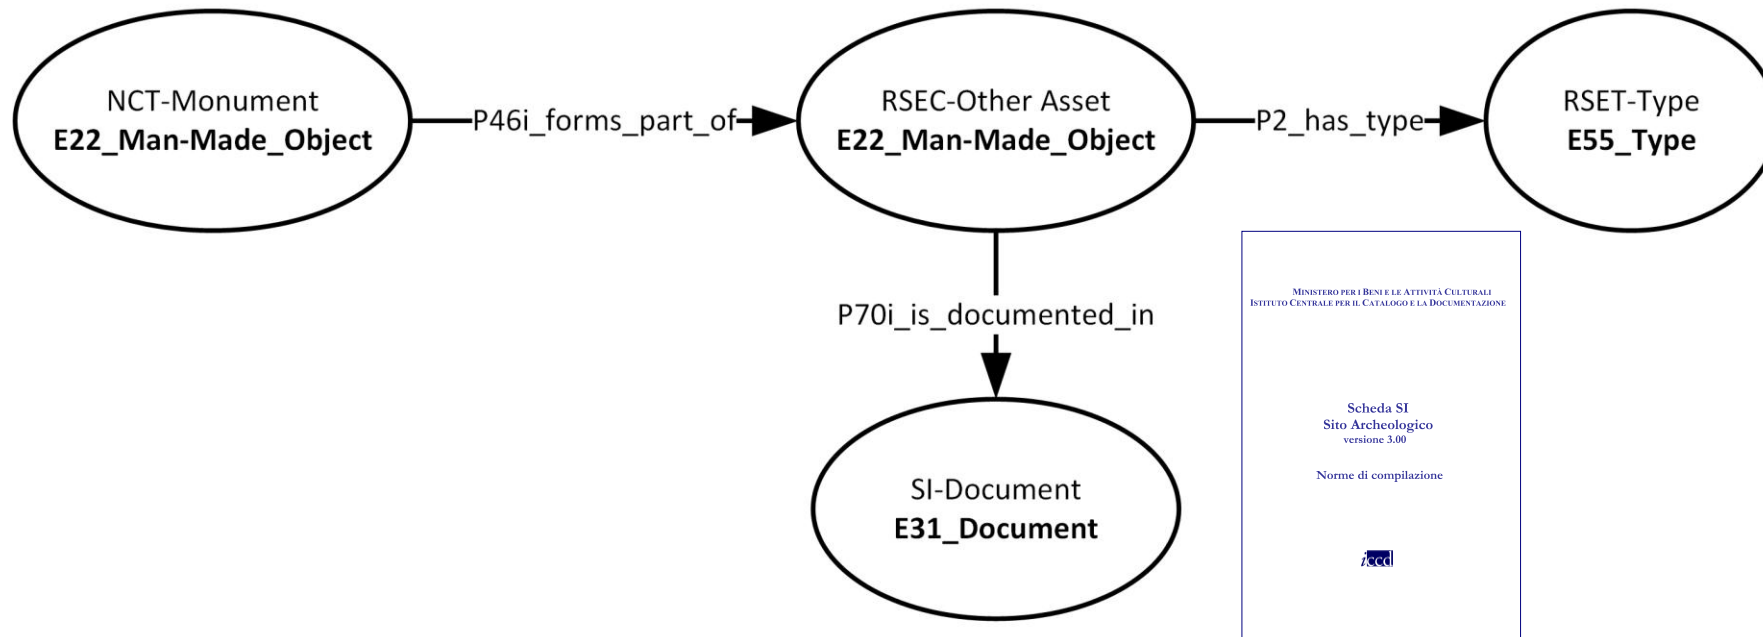 NCT-Monument
E22_Man-Made_Object
P46i_forms_part_of
RSEC-Other Asset
E22_Man-Made_Object
P2_has_type
RSET-Type
E55_Type
P70i_is_documented_in
SI-Document
E31_Document
MINISTERO PER I BENI E LE ATTIVITÀ CULTURALI
ISTITUTO CENTRALE PER IL CATALOGO E LA DOCUMENTAZIONE
Scheda SI
Sito Archeologico
versione 3.00
Norme di compilazione
iccd